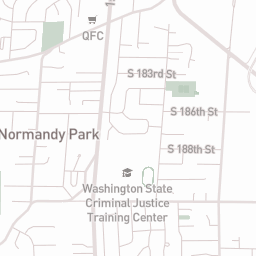 QFC
S 183rd St
S 186th St
Normandy Park
S 188th St
Washington State
Criminal Justice
Training Center